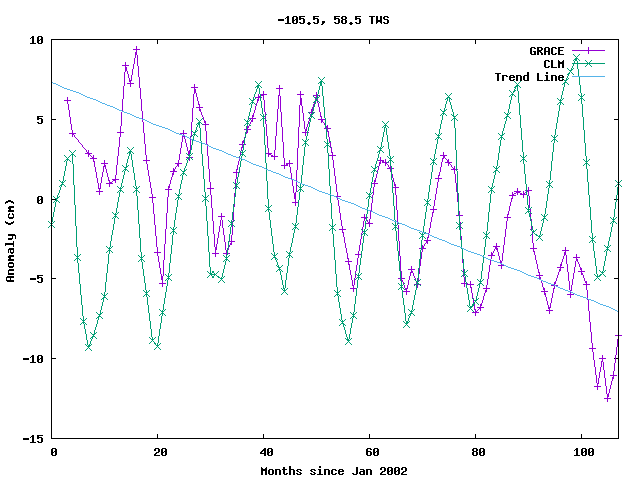 -105.5, 58.5 TWS
GRACE
CLM
Trend Line
10
5
0
-5
-10
-15
Anomaly (cm)
0 20 40 60 80 100
Months since Jan 2002